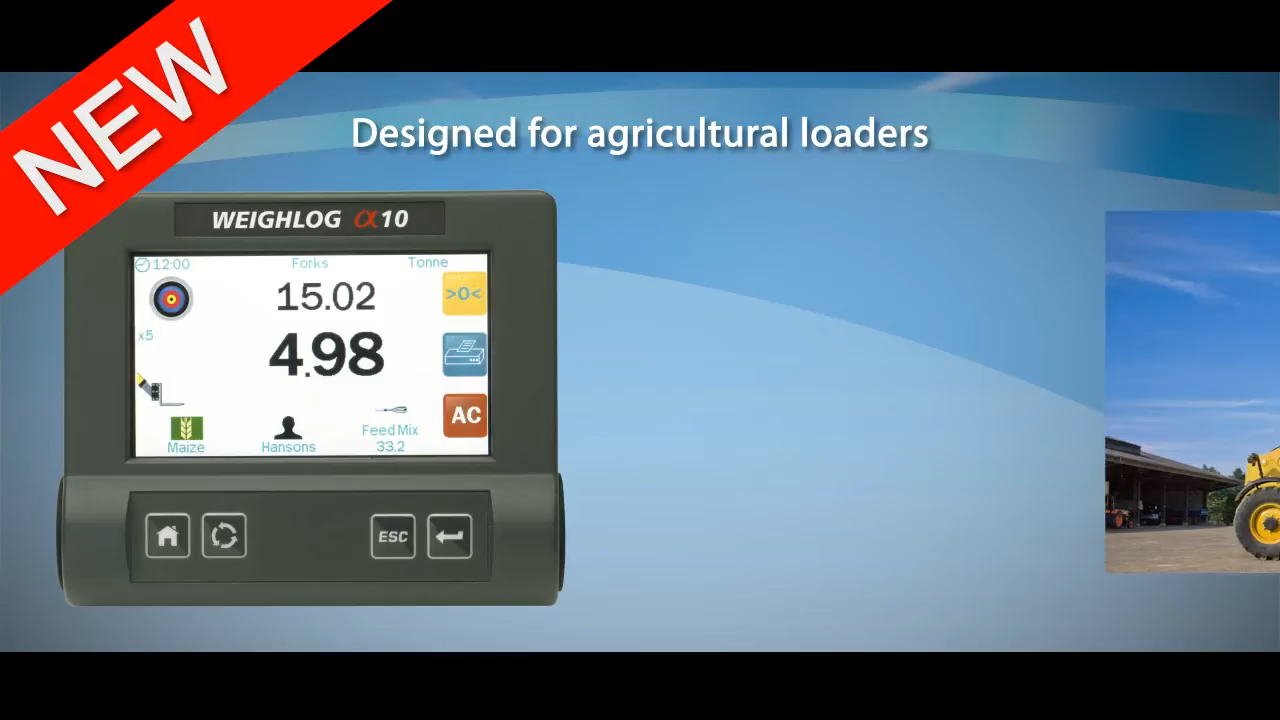 NEW
Designed for agricultural loaders
WEIGHLOG α10
12:00 Forks Tonne
15.02
>0<
x5
4.98
AC
Maize Hansons Feed Mix
33.2
ESC